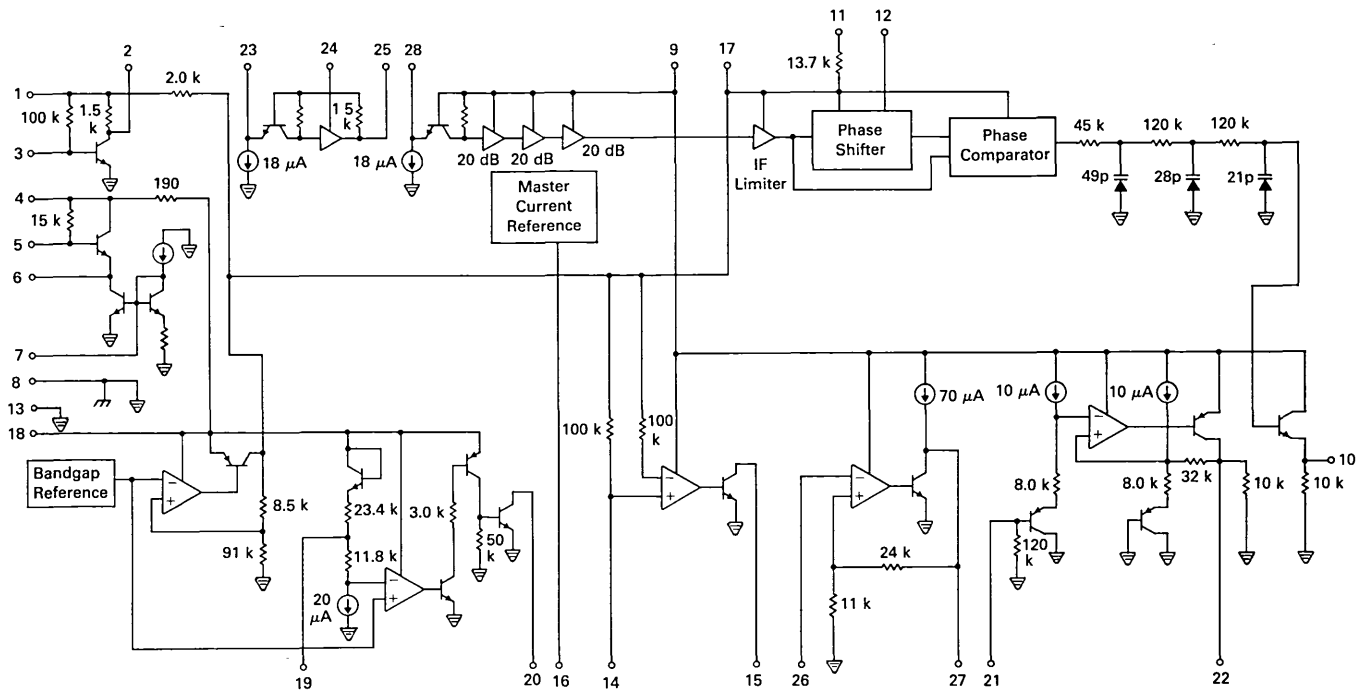 11 12
2 23 24 25 28 9 17
13.7 k
2.0 k
1
100 k
1.5 k
1 5 k
3
18 μA
18 μA
20 dB
20 dB
20 dB
IF Limiter
Phase Shifter
Phase Comparator
45 k
120 k
120 k
49p
28p
21p
Master
Current
Reference
4
190
15 k
5
6
7
8
13
18
100 k
100 k
70 μA
10 μA
10 μA
Bandgap
Reference
−
+
8.5 k
91 k
23.4 k
11.8 k
20 μA
−
+
3.0 k
50 k
−
+
−
+
24 k
11 k
−
+
8.0 k
8.0 k
32 k
10 k
10 k
10
120 k
21
19
20
16
14
15
26
27
22